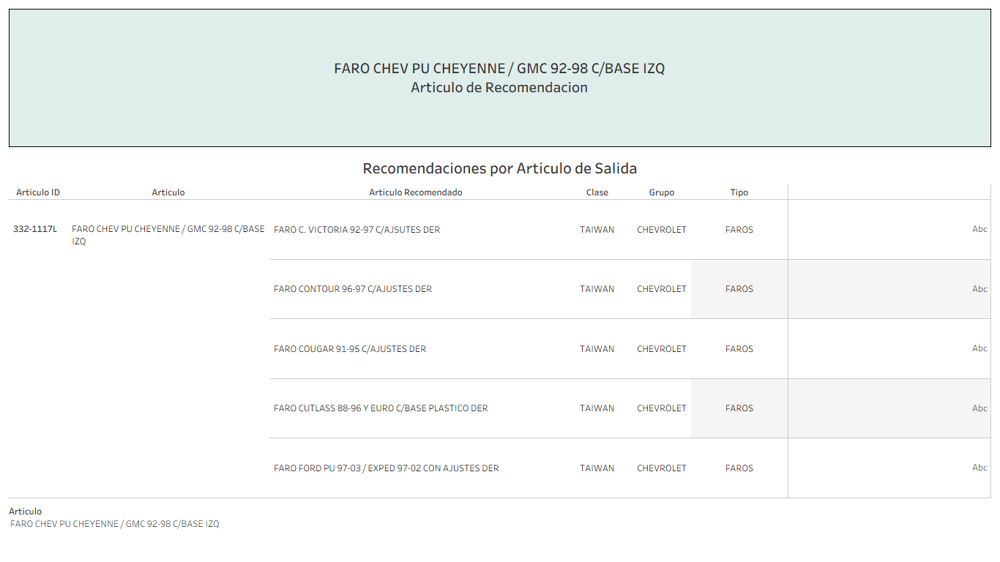 FARO CHEV PU CHEYENNE / GMC 92-98 C/BASE IZQ
Articulo de Recomendacion
Recomendaciones por Articulo de Salida
Articulo ID Articulo Articulo Recomendado Clase Grupo Tipo
332-1117L FARO CHEV PU CHEYENNE / GMC 92-98 C/BASE IZQ FARO C. VICTORIA 92-97 C/AJSUTES DER TAIWAN CHEVROLET FAROS Abc
FARO CONTOUR 96-97 C/AJUSTES DER TAIWAN CHEVROLET FAROS Abc
FARO COUGAR 91-95 C/AJUSTES DER TAIWAN CHEVROLET FAROS Abc
FARO CUTLASS 88-96 Y EURO C/BASE PLASTICO DER TAIWAN CHEVROLET FAROS Abc
FARO FORD PU 97-03 / EXPED 97-02 CON AJUSTES DER TAIWAN CHEVROLET FAROS Abc
Articulo
FARO CHEV PU CHEYENNE / GMC 92-98 C/BASE IZQ